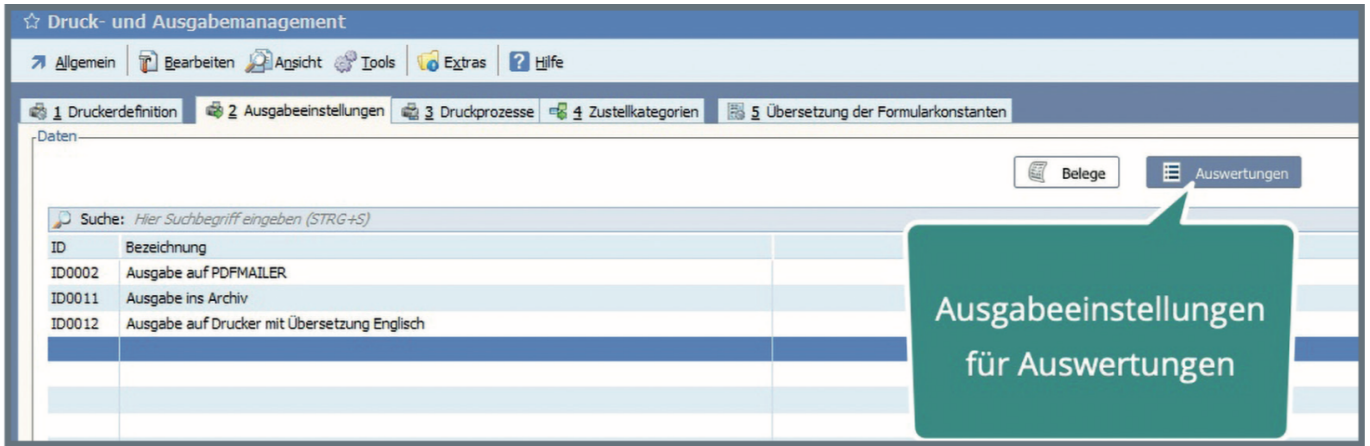 Druck- und Ausgabemanagement
Allgemein Bearbeiten Ansicht Tools Extras Hilfe
1 Druckerdefinition 2 Ausgabeeinstellungen 3 Druckprozesse 4 Zustellkategorien 5 Übersetzung der Formularkonstanten
Daten
Belege Auswertungen
Suche: Hier Suchbegriff eingeben (STRG+S)
ID Bezeichnung
ID0002 Ausgabe auf PDFMAILER
ID0011 Ausgabe ins Archiv
ID0012 Ausgabe auf Drucker mit Übersetzung Englisch
Ausgabeeinstellungen
für Auswertungen